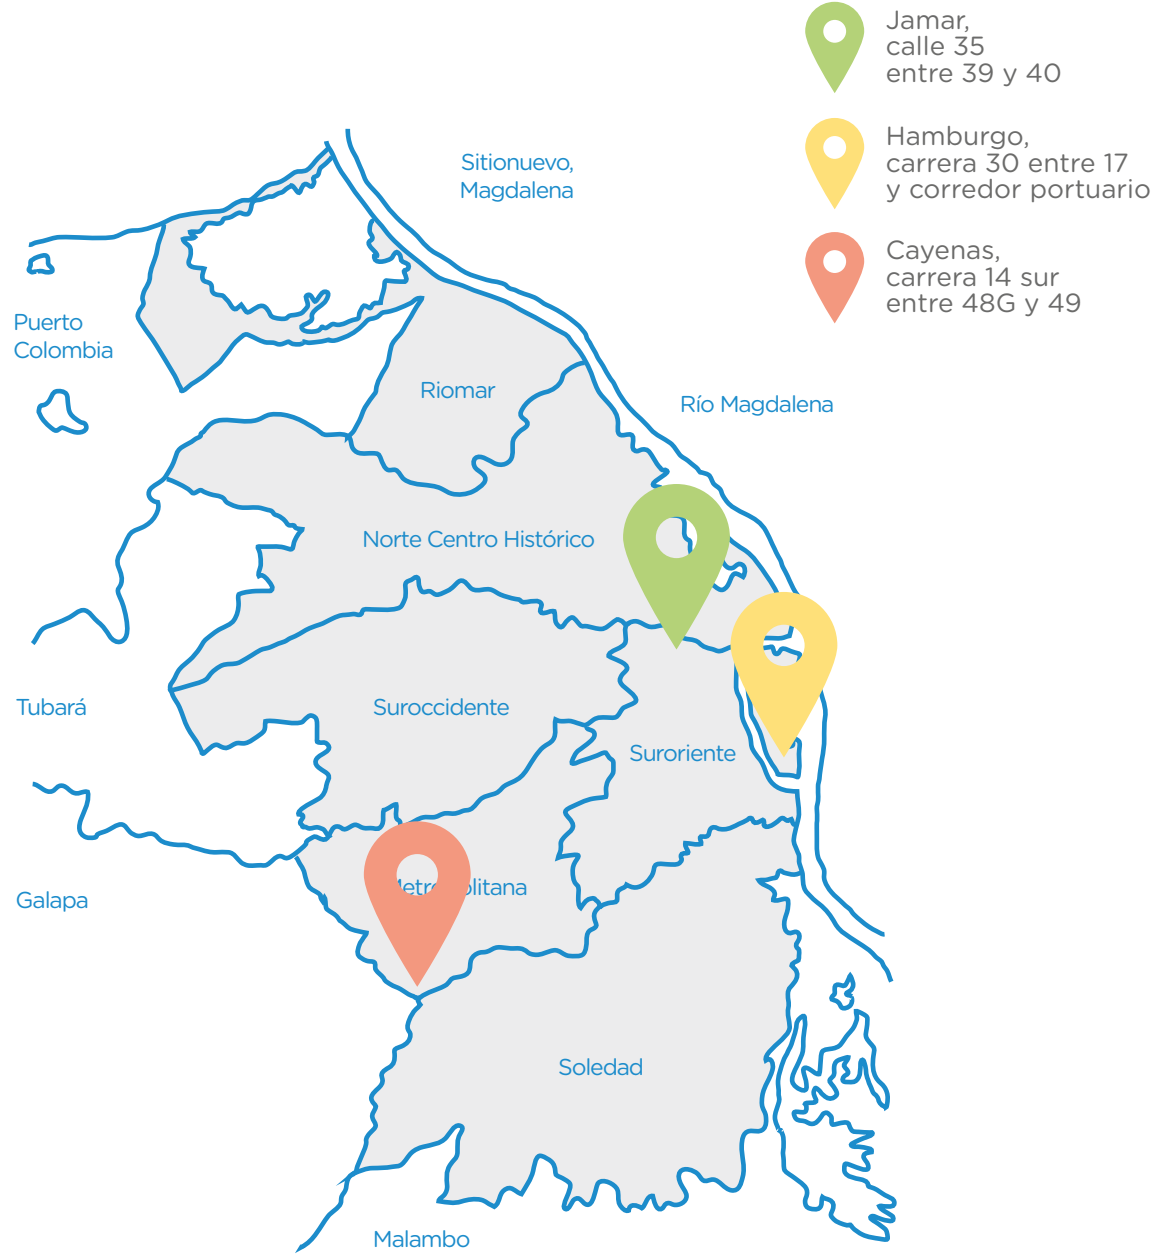 Jamar,
calle 35
entre 39 y 40
Hamburgo,
carrera 30 entre 17
y corredor portuario
Cayenas,
carrera 14 sur
entre 48G y 49
Sitionuevo,
Magdalena
Puerto
Colombia
Riomar
Río Magdalena
Norte Centro Histórico
Tubará
Suroccidente
Suroriente
Galapa
Metropolitana
Soledad
Malambo